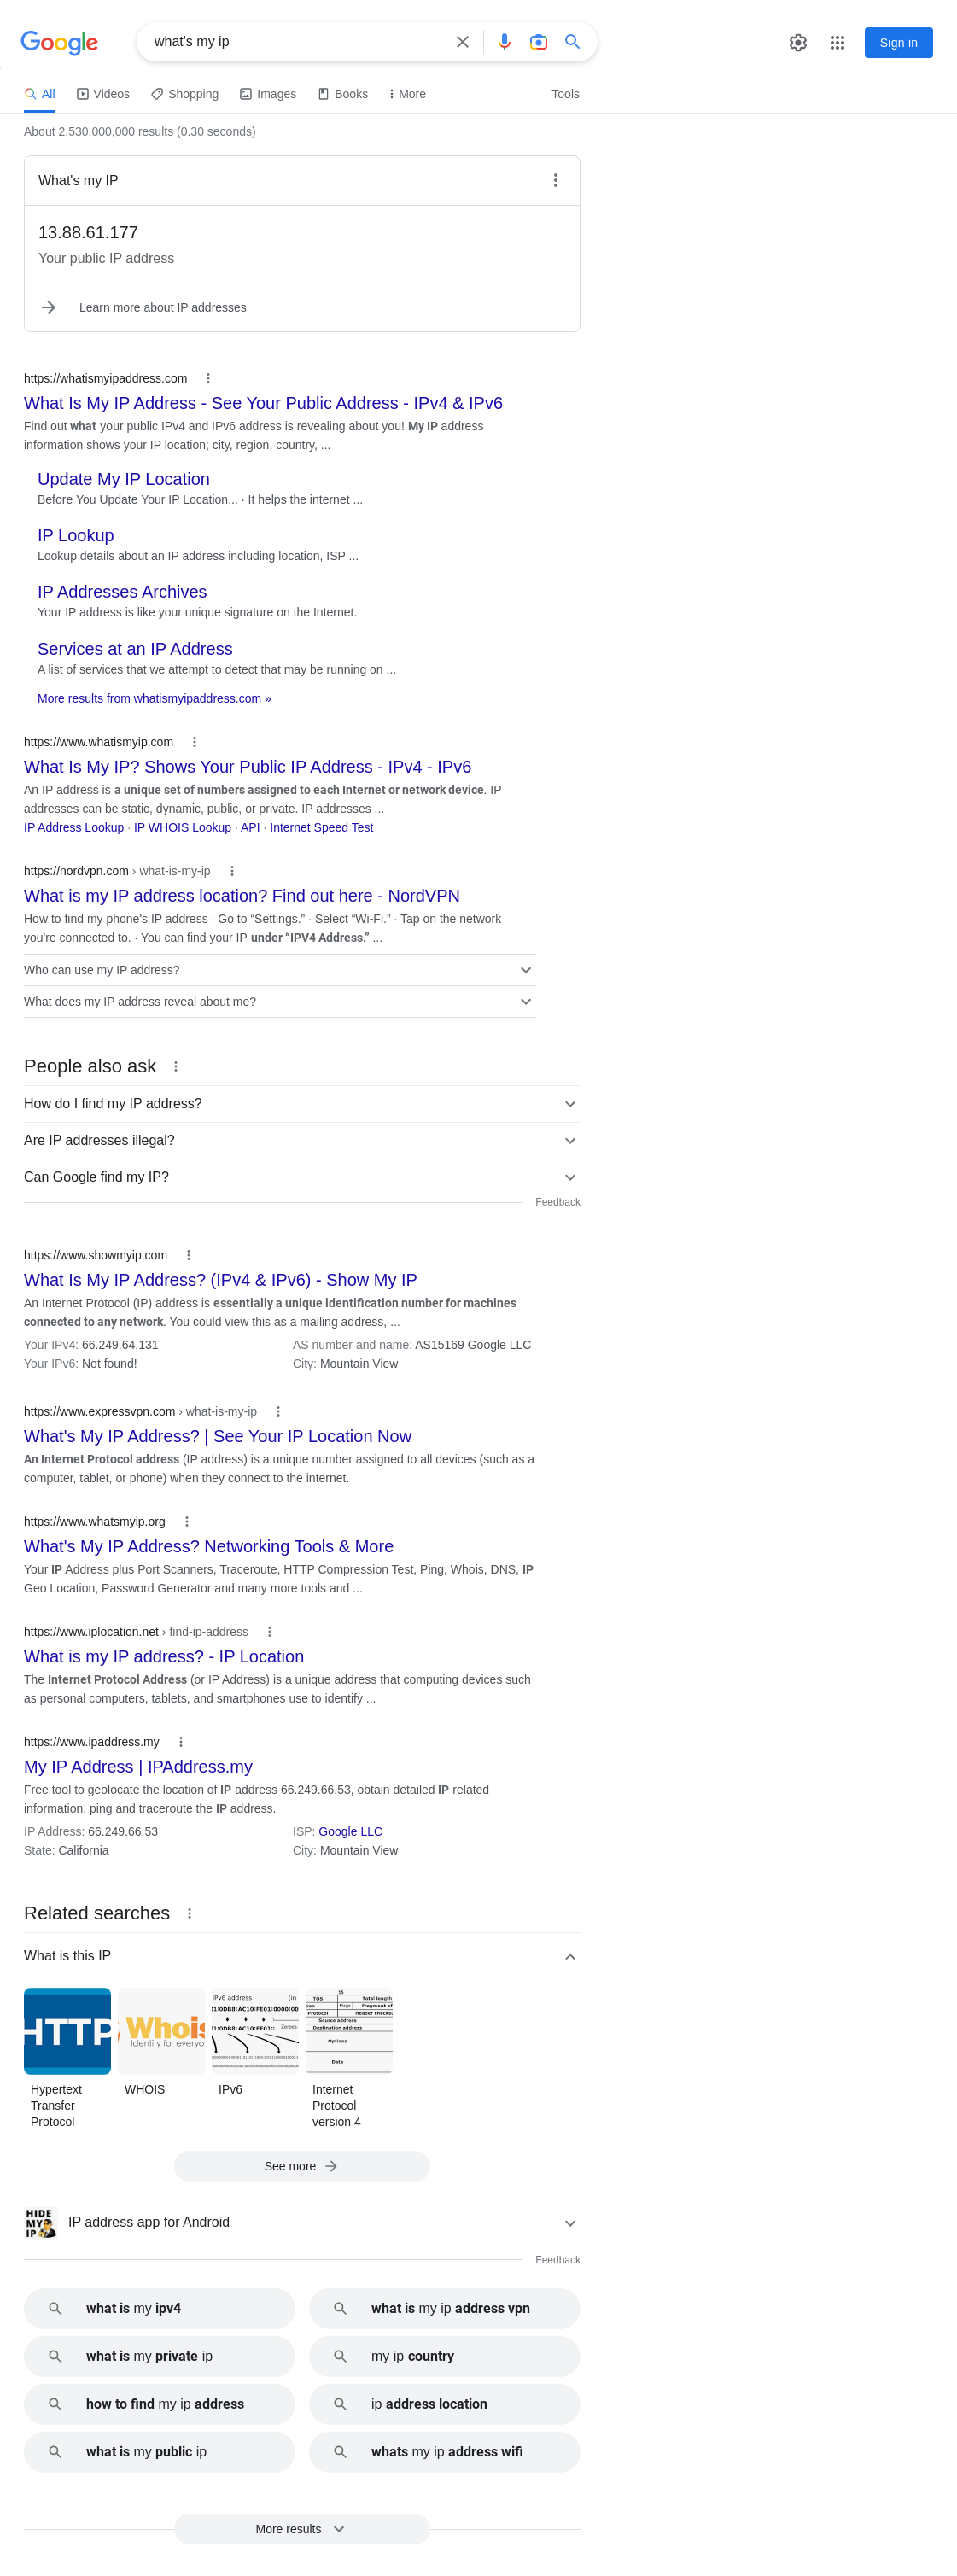 Google
what's my ip
Sign in
All
Videos
Shopping
Images
Books
More
Tools
About 2,530,000,000 results (0.30 seconds)
What's my IP
13.88.61.177
Your public IP address
Learn more about IP addresses
https://whatismyipaddress.com
What Is My IP Address - See Your Public Address - IPv4 & IPv6
Find out what your public IPv4 and IPv6 address is revealing about you! My IP address
information shows your IP location; city, region, country, ...
Update My IP Location
Before You Update Your IP Location... · It helps the internet ...
IP Lookup
Lookup details about an IP address including location, ISP ...
IP Addresses Archives
Your IP address is like your unique signature on the Internet.
Services at an IP Address
A list of services that we attempt to detect that may be running on ...
More results from whatismyipaddress.com »
https://www.whatismyip.com
What Is My IP? Shows Your Public IP Address - IPv4 - IPv6
An IP address is a unique set of numbers assigned to each Internet or network device. IP
addresses can be static, dynamic, public, or private. IP addresses ...
IP Address Lookup · IP WHOIS Lookup · API · Internet Speed Test
https://nordvpn.com › what-is-my-ip
What is my IP address location? Find out here - NordVPN
How to find my phone's IP address · Go to “Settings.” · Select “Wi-Fi.” · Tap on the network
you're connected to. · You can find your IP under “IPV4 Address.” ...
Who can use my IP address?
What does my IP address reveal about me?
People also ask
How do I find my IP address?
Are IP addresses illegal?
Can Google find my IP?
Feedback
https://www.showmyip.com
What Is My IP Address? (IPv4 & IPv6) - Show My IP
An Internet Protocol (IP) address is essentially a unique identification number for machines
connected to any network. You could view this as a mailing address, ...
Your IPv4: 66.249.64.131
AS number and name: AS15169 Google LLC
Your IPv6: Not found!
City: Mountain View
https://www.expressvpn.com › what-is-my-ip
What's My IP Address? | See Your IP Location Now
An Internet Protocol address (IP address) is a unique number assigned to all devices (such as a
computer, tablet, or phone) when they connect to the internet.
https://www.whatsmyip.org
What's My IP Address? Networking Tools & More
Your IP Address plus Port Scanners, Traceroute, HTTP Compression Test, Ping, Whois, DNS, IP
Geo Location, Password Generator and many more tools and ...
https://www.iplocation.net › find-ip-address
What is my IP address? - IP Location
The Internet Protocol Address (or IP Address) is a unique address that computing devices such
as personal computers, tablets, and smartphones use to identify ...
https://www.ipaddress.my
My IP Address | IPAddress.my
Free tool to geolocate the location of IP address 66.249.66.53, obtain detailed IP related
information, ping and traceroute the IP address.
IP Address: 66.249.66.53
ISP: Google LLC
State: California
City: Mountain View
Related searches
What is this IP
HTTP
Whois
Identity for everyo
IPv6 address (in
01:0DB8:AC10:FE01:0000:00
01:0DB8:AC10:FE01::
Zeroes
TOS Total length
Flags Fragment of
Protocol Header checksu
Source address
Destination address
Options
Data
Hypertext
Transfer
Protocol
WHOIS
IPv6
Internet
Protocol
version 4
See more
HIDE
MY
IP
IP address app for Android
Feedback
what is my ipv4
what is my ip address vpn
what is my private ip
my ip country
how to find my ip address
ip address location
what is my public ip
whats my ip address wifi
More results